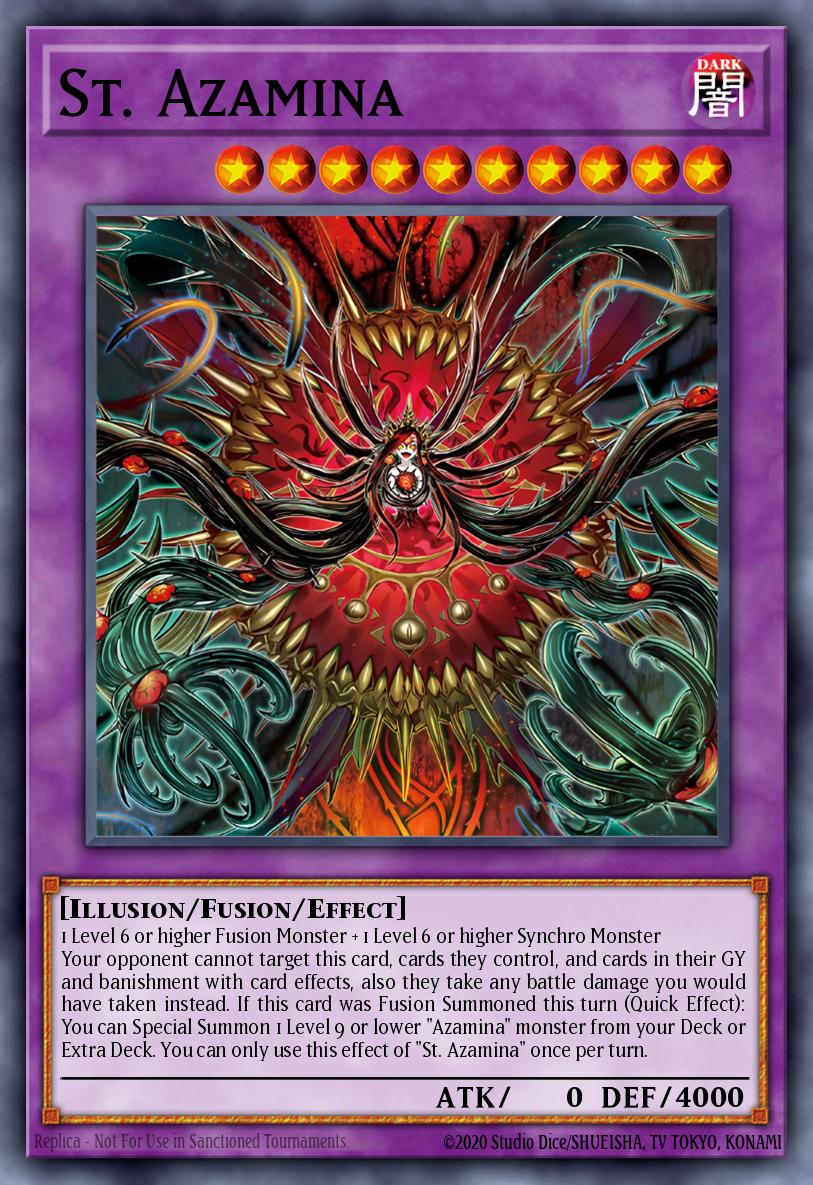 St. Azamina
DARK
闇
[Illusion/Fusion/Effect]
1 Level 6 or higher Fusion Monster + 1 Level 6 or higher Synchro Monster
Your opponent cannot target this card, cards they control, and cards in their GY
and banishment with card effects, also they take any battle damage you would
have taken instead. If this card was Fusion Summoned this turn (Quick Effect):
You can Special Summon 1 Level 9 or lower "Azamina" monster from your Deck or
Extra Deck. You can only use this effect of "St. Azamina" once per turn.
ATK/ 0 DEF/4000
Replica - Not For Use in Sanctioned Tournaments.
©2020 Studio Dice/SHUEISHA, TV TOKYO, KONAMI